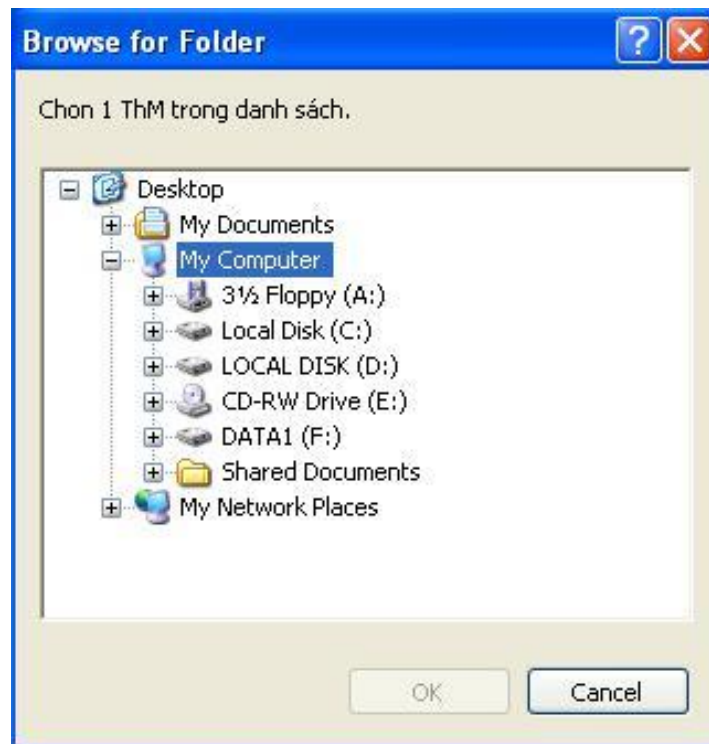 Browse for Folder
Chon 1 ThM trong danh sách.
Desktop
My Documents
My Computer
3½ Floppy (A:)
Local Disk (C:)
LOCAL DISK (D:)
CD-RW Drive (E:)
DATA1 (F:)
Shared Documents
My Network Places
OK Cancel